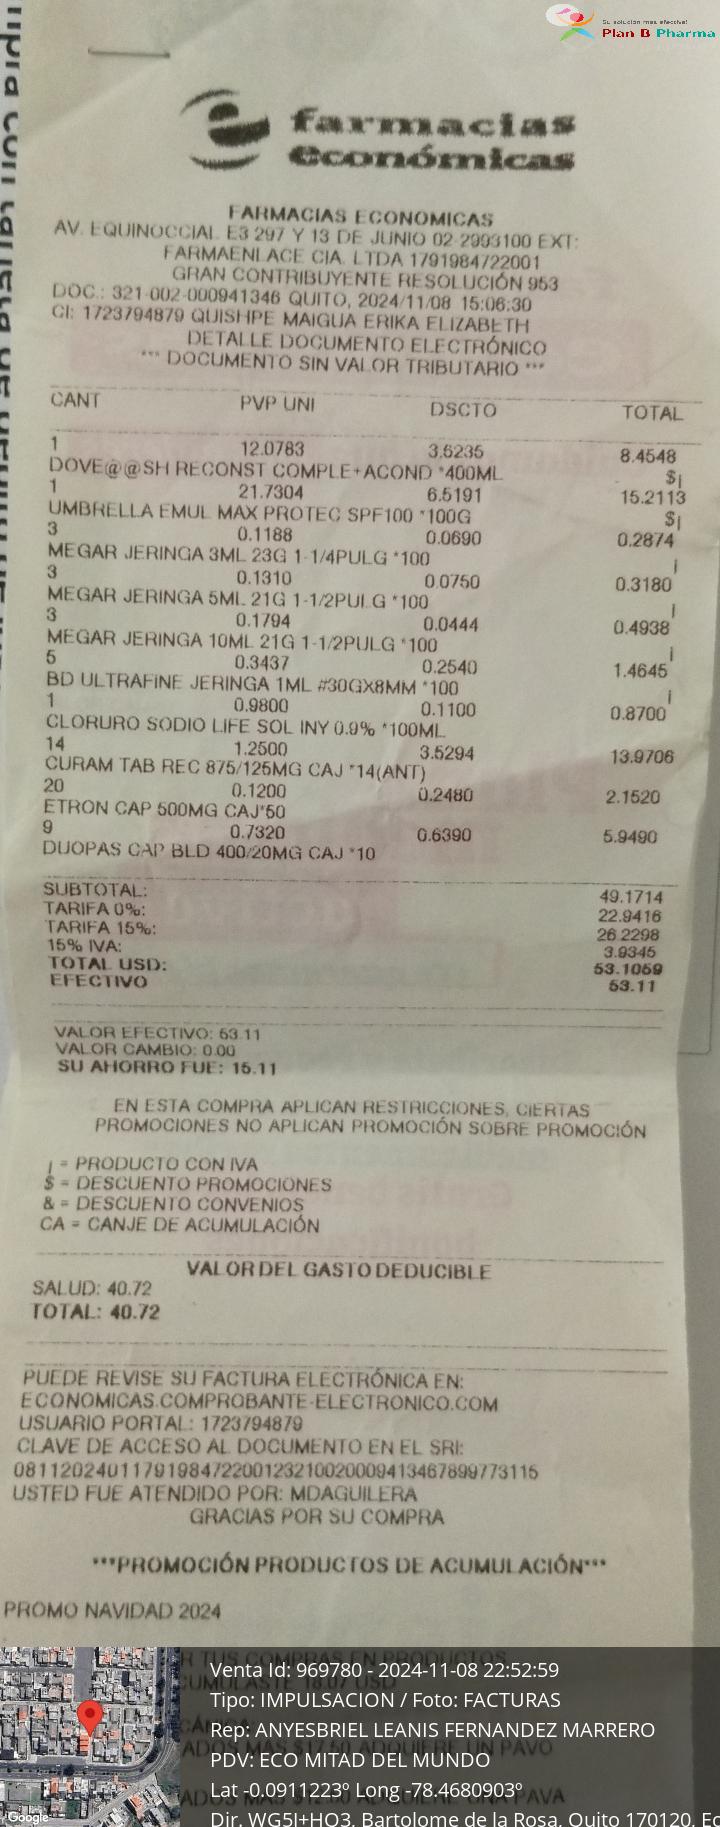 Su solución más efectiva!
Plan B Pharma
farmacias
económicas
FARMACIAS ECONOMICAS
AV. EQUINOCCIAL E3 297 Y 13 DE JUNIO 02-2993100 EXT:
FARMAENLACE CIA. LTDA 1791984722001
GRAN CONTRIBUYENTE RESOLUCIÓN 953
DOC.: 321-002-000941346 QUITO, 2024/11/08 15:06:30
CI: 1723794879 QUISHPE MAIGUA ERIKA ELIZABETH
DETALLE DOCUMENTO ELECTRÓNICO
*** DOCUMENTO SIN VALOR TRIBUTARIO ***
CANT PVP UNI DSCTO TOTAL
1 12.0783 3.6235 8.4548
DOVE@@SH RECONST COMPLE+ACOND *400ML $¡
1 21.7304 6.5191 15.2113
UMBRELLA EMUL MAX PROTEC SPF100 *100G $¡
3 0.1188 0.0690 0.2874
MEGAR JERINGA 3ML 23G 1-1/4PULG *100 ¡
3 0.1310 0.0750 0.3180
MEGAR JERINGA 5ML 21G 1-1/2PULG *100 ¡
3 0.1794 0.0444 0.4938
MEGAR JERINGA 10ML 21G 1-1/2PULG *100 ¡
5 0.3437 0.2540 1.4645
BD ULTRAFINE JERINGA 1ML #30GX8MM *100 ¡
1 0.9800 0.1100 0.8700
CLORURO SODIO LIFE SOL INY 0.9% *100ML
14 1.2500 3.5294 13.9706
CURAM TAB REC 875/125MG CAJ *14(ANT)
20 0.1200 0.2480 2.1520
ETRON CAP 500MG CAJ*50
9 0.7320 0.6390 5.9490
DUOPAS CAP BLD 400/20MG CAJ *10
SUBTOTAL: 49.1714
TARIFA 0%: 22.9416
TARIFA 15%: 26.2298
15% IVA: 3.9345
TOTAL USD: 53.1059
EFECTIVO 53.11
VALOR EFECTIVO: 53.11
VALOR CAMBIO: 0.00
SU AHORRO FUE: 15.11
EN ESTA COMPRA APLICAN RESTRICCIONES, CIERTAS
PROMOCIONES NO APLICAN PROMOCIÓN SOBRE PROMOCIÓN
¡ = PRODUCTO CON IVA
$ = DESCUENTO PROMOCIONES
& = DESCUENTO CONVENIOS
CA = CANJE DE ACUMULACIÓN
VALOR DEL GASTO DEDUCIBLE
SALUD: 40.72
TOTAL: 40.72
PUEDE REVISE SU FACTURA ELECTRÓNICA EN:
ECONOMICAS.COMPROBANTE-ELECTRONICO.COM
USUARIO PORTAL: 1723794879
CLAVE DE ACCESO AL DOCUMENTO EN EL SRI:
0811202401179198472200123210020009413467899773115
USTED FUE ATENDIDO POR: MDAGUILERA
GRACIAS POR SU COMPRA
***PROMOCIÓN PRODUCTOS DE ACUMULACIÓN***
PROMO NAVIDAD 2024
R TUS COMPRAS EN PRODUCTOS
Venta Id: 969780 - 2024-11-08 22:52:59
Tipo: IMPULSACION / Foto: FACTURAS
Rep: ANYESBRIEL LEANIS FERNANDEZ MARRERO
PDV: ECO MITAD DEL MUNDO
Lat -0.0911223º Long -78.4680903º
Dir. WG5J+HQ3, Bartolome de la Rosa, Quito 170120, Ec
Google